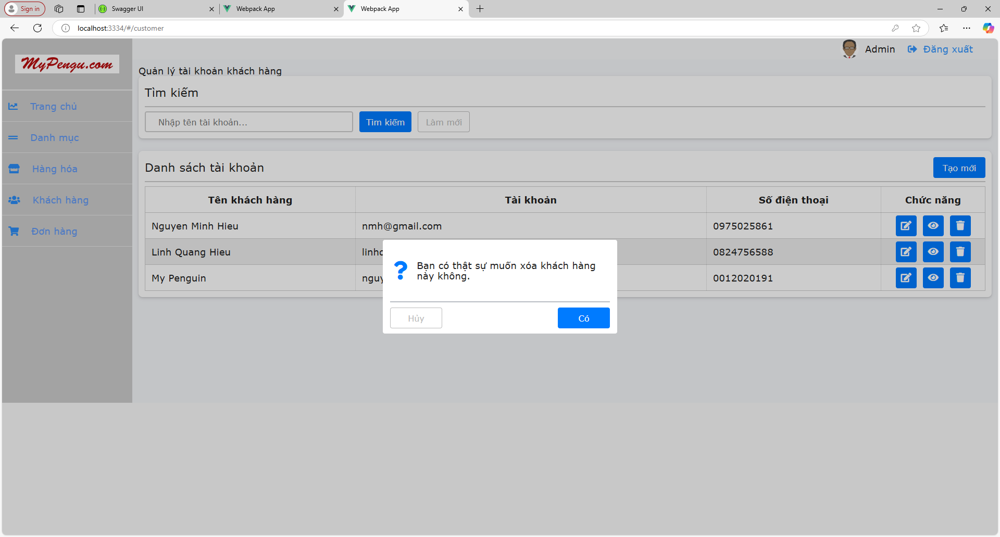 Sign in
Swagger UI
Webpack App
Webpack App
localhost:3334/#/customer
MyPengu.com
Admin
Đăng xuất
Trang chủ
Danh mục
Hàng hóa
Khách hàng
Đơn hàng
Quản lý tài khoản khách hàng
Tìm kiếm
Nhập tên tài khoản...
Tìm kiếm
Làm mới
Danh sách tài khoản
Tạo mới
Tên khách hàng Tài khoản Số điện thoại Chức năng
Nguyen Minh Hieu nmh@gmail.com 0975025861
Linh Quang Hieu 0824756588
My Penguin 0012020191
Bạn có thật sự muốn xóa khách hàng
này không.
Hủy
Có